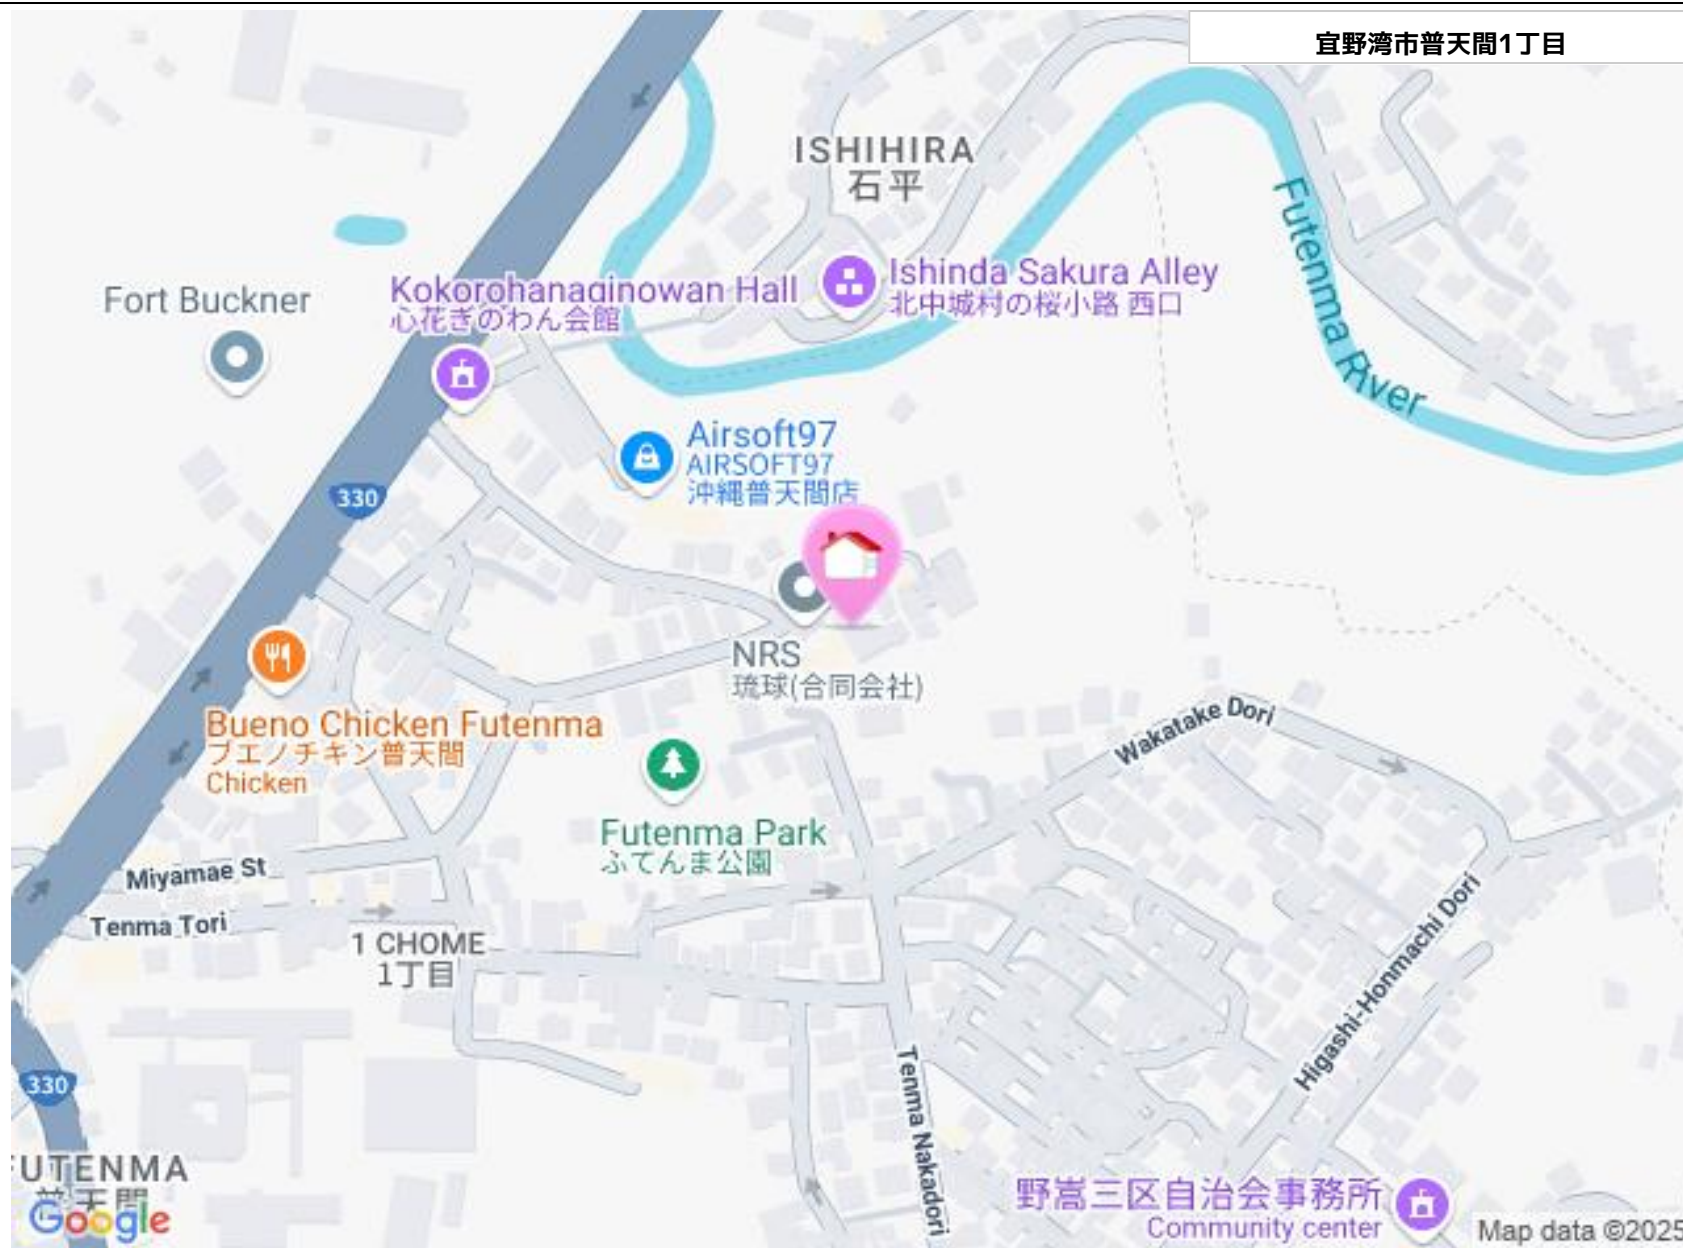 宜野湾市普天間1丁目
ISHIHIRA
石平
Futenma River
Ishinda Sakura Alley
北中城村の桜小路 西口
Kokorohanaginowan Hall
心花ぎのわん会館
Fort Buckner
Airsoft97
AIRSOFT97
沖縄普天間店
330
NRS
琉球(合同会社)
Bueno Chicken Futenma
ブエノチキン普天間
Chicken
Wakatake Dori
Futenma Park
ふてんま公園
Miyamae St
Tenma Tori
1 CHOME
1丁目
Higashi-Honmachi Dori
330
Tenma Nakadori
FUTENMA
普天間
Google
野嵩三区自治会事務所
Community center
Map data ©2025